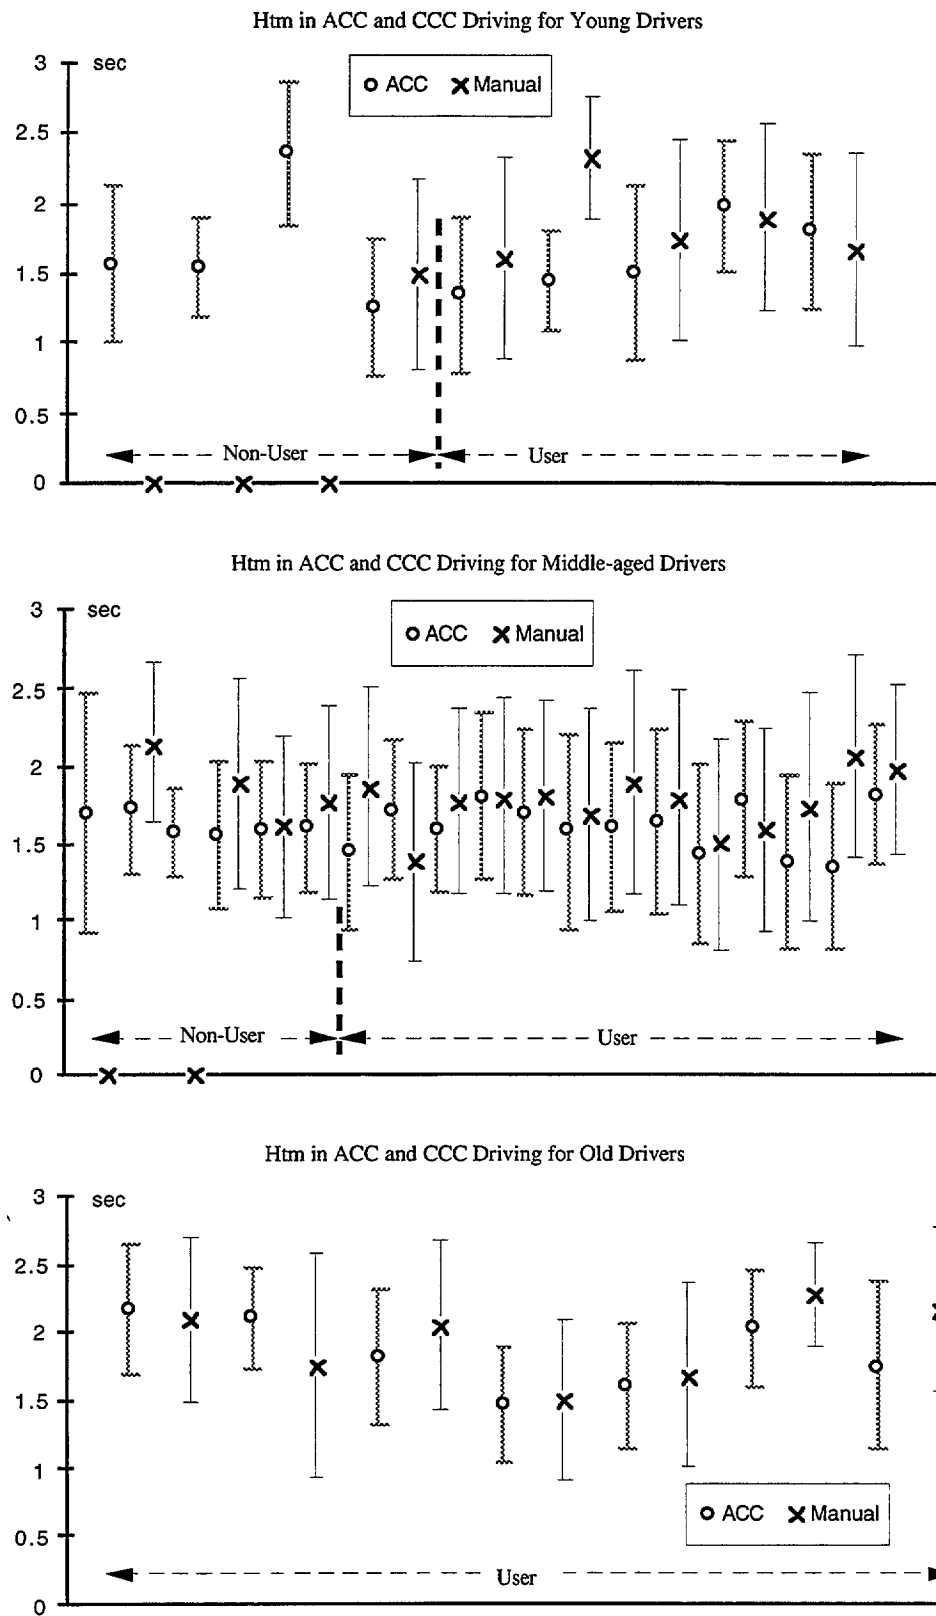 Htm in ACC and CCC Driving for Young Drivers
3 sec
ACC Manual
2.5
2
1.5
1
0.5
Non-User User
0
Htm in ACC and CCC Driving for Middle-aged Drivers
3 sec
ACC Manual
2.5
2
1.5
1
0.5
Non-User User
0
Htm in ACC and CCC Driving for Old Drivers
3 sec
2.5
2
1.5
1
ACC Manual
0.5
User
0